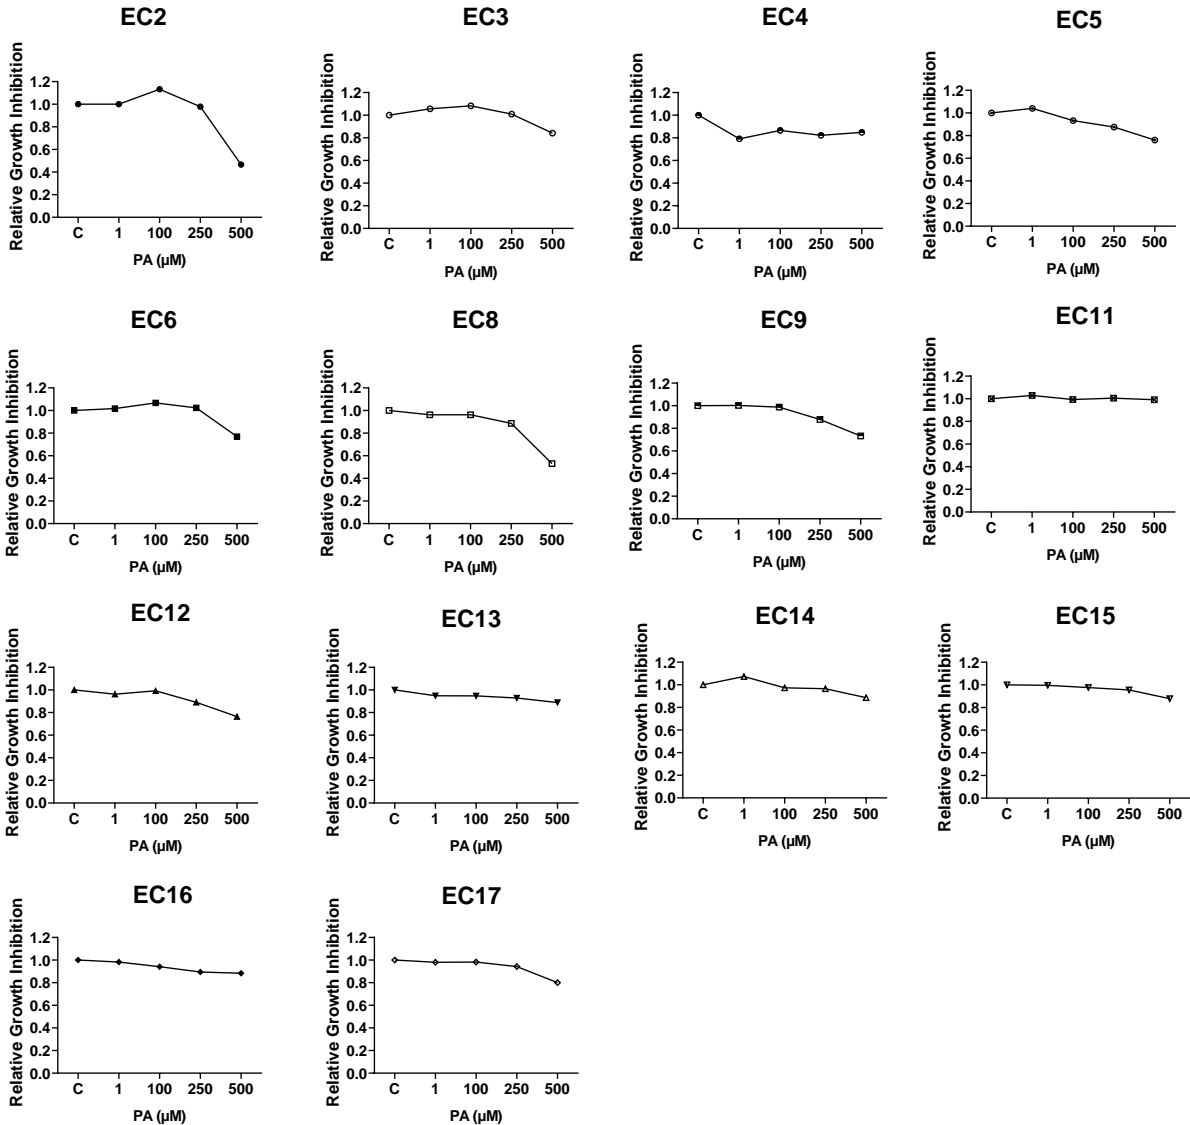 EC2
Relative Growth Inhibition
1.2
1.0
0.8
0.6
0.4
0.2
0.0
C 1 100 250 500
PA (µM)
EC3
Relative Growth Inhibition
1.2
1.0
0.8
0.6
0.4
0.2
0.0
C 1 100 250 500
PA (µM)
EC4
Relative Growth Inhibition
1.2
1.0
0.8
0.6
0.4
0.2
0.0
C 1 100 250 500
PA (µM)
EC5
Relative Growth Inhibition
1.2
1.0
0.8
0.6
0.4
0.2
0.0
C 1 100 250 500
PA (µM)
EC6
Relative Growth Inhibition
1.2
1.0
0.8
0.6
0.4
0.2
0.0
C 1 100 250 500
PA (µM)
EC8
Relative Growth Inhibition
1.2
1.0
0.8
0.6
0.4
0.2
0.0
C 1 100 250 500
PA (µM)
EC9
Relative Growth Inhibition
1.2
1.0
0.8
0.6
0.4
0.2
0.0
C 1 100 250 500
PA (µM)
EC11
Relative Growth Inhibition
1.2
1.0
0.8
0.6
0.4
0.2
0.0
C 1 100 250 500
PA (µM)
EC12
Relative Growth Inhibition
1.2
1.0
0.8
0.6
0.4
0.2
0.0
C 1 100 250 500
PA (µM)
EC13
Relative Growth Inhibition
1.2
1.0
0.8
0.6
0.4
0.2
0.0
C 1 100 250 500
PA (µM)
EC14
Relative Growth Inhibition
1.2
1.0
0.8
0.6
0.4
0.2
0.0
C 1 100 250 500
PA (µM)
EC15
Relative Growth Inhibition
1.2
1.0
0.8
0.6
0.4
0.2
0.0
C 1 100 250 500
PA (µM)
EC16
Relative Growth Inhibition
1.2
1.0
0.8
0.6
0.4
0.2
0.0
C 1 100 250 500
PA (µM)
EC17
Relative Growth Inhibition
1.2
1.0
0.8
0.6
0.4
0.2
0.0
C 1 100 250 500
PA (µM)